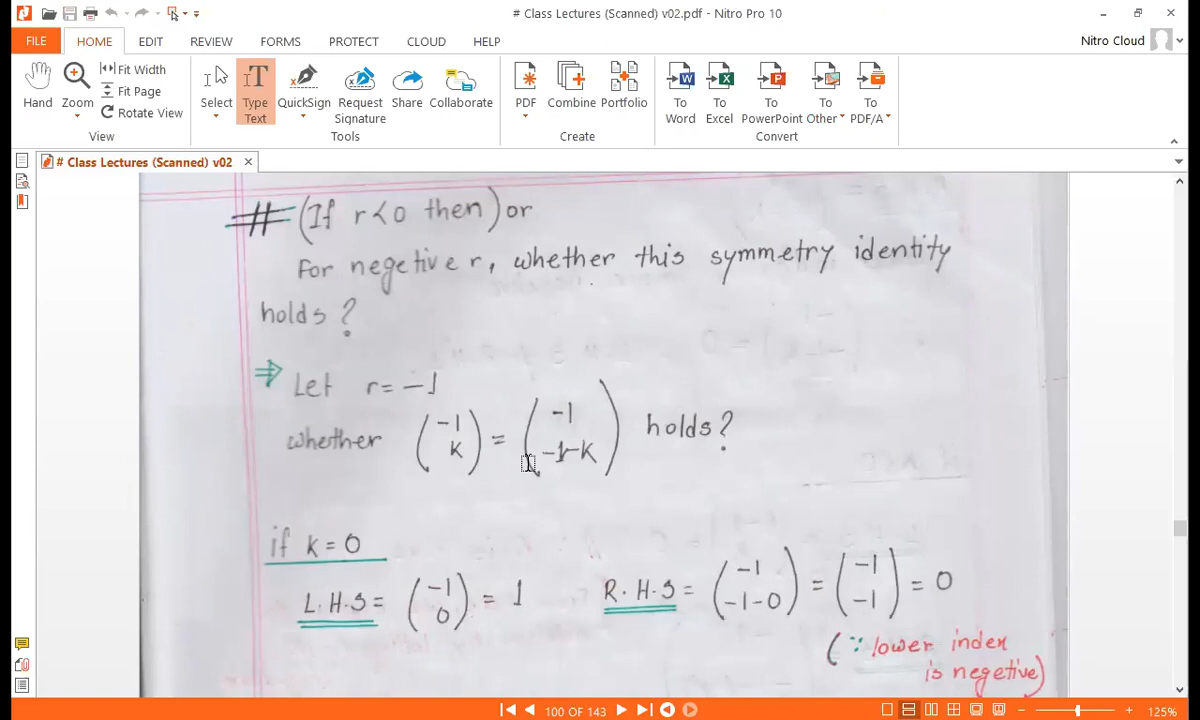 # Class Lectures (Scanned) v02.pdf - Nitro Pro 10
FILE HOME EDIT REVIEW FORMS PROTECT CLOUD HELP
Nitro Cloud
Hand Zoom Fit Width Fit Page Rotate View
View
Select Type Text QuickSign Request Signature Share Collaborate
Tools
PDF Combine Portfolio
Create
To Word To Excel To PowerPoint To Other To PDF/A
Convert
# Class Lectures (Scanned) v02
# (If r<0 then) or
For negetive r, whether this symmetry identity
holds?
⇒ Let r = -1
whether (-1 K) = (-1 -1-K) holds?
if k = 0
L.H.S = (-1 0) = 1 R.H.S = (-1 -1-0) = (-1 -1) = 0
(∵ lower index
is negetive)
100 OF 143
125%